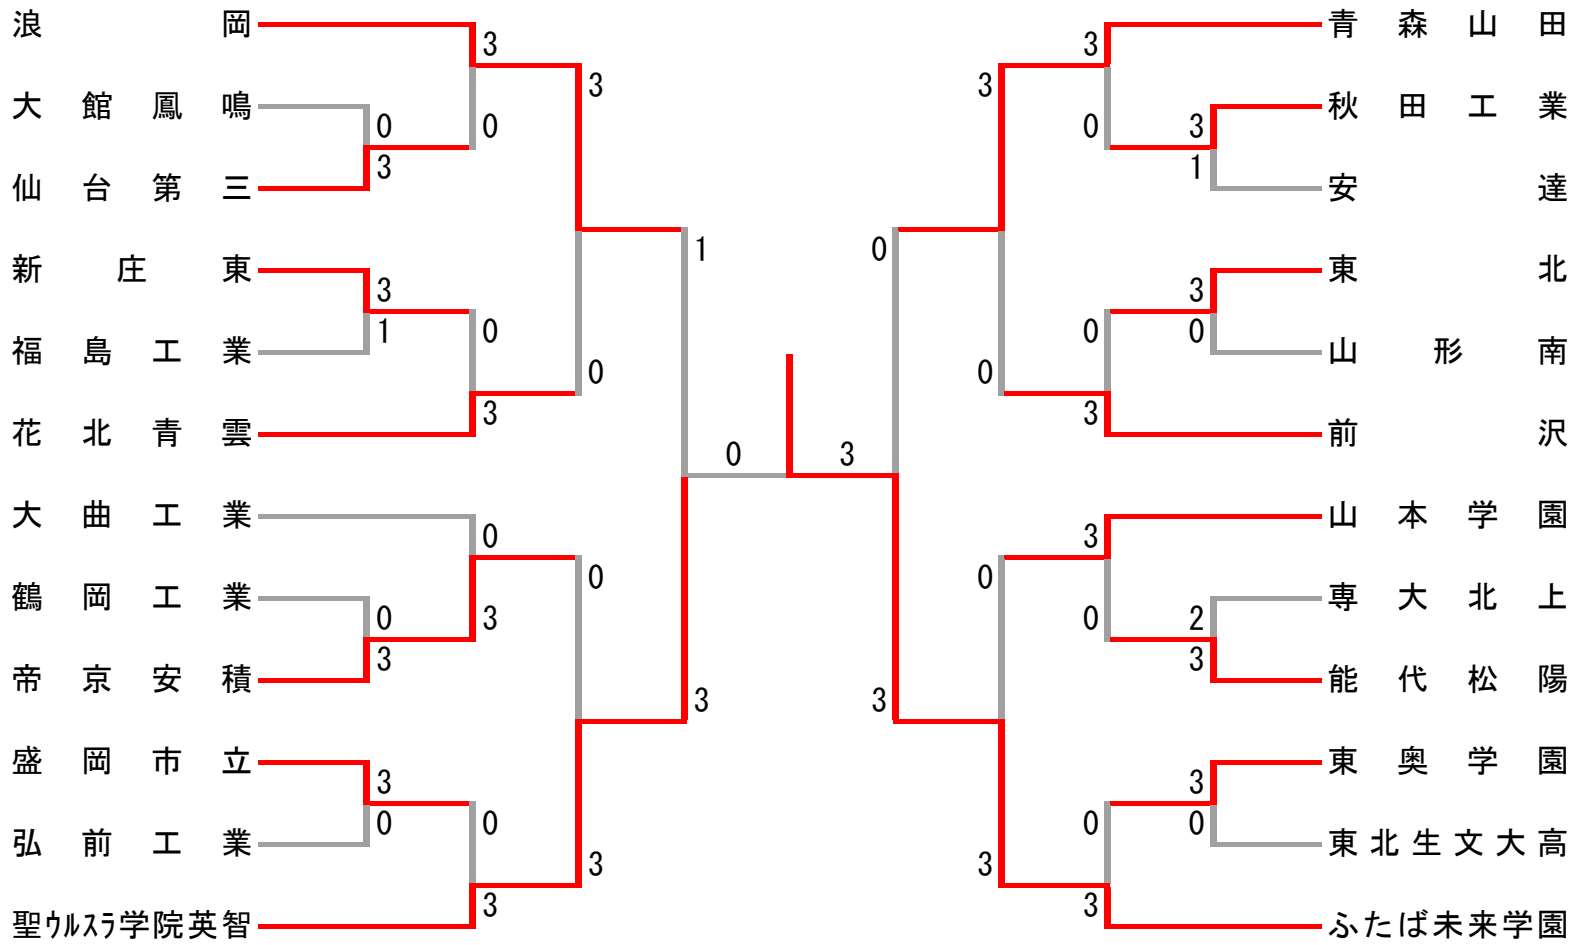 浪岡
大館鳳鳴
仙台第三
新庄東
福島工業
花北青雲
大曲工業
鶴岡工業
帝京安積
盛岡市立
弘前工業
聖ウルスラ学院英智
3
0
0
3
3
1
0
3
0
3
0
3
3
0
0
3
3
0
0
3
1
3
0
3
0
3
3
0
0
3
3
0
3
1
0
3
3
0
0
3
2
3
0
3
3
0
青森山田
秋田工業
安達
東北
山形南
前沢
山本学園
専大北上
能代松陽
東奥学園
東北生文大高
ふたば未来学園